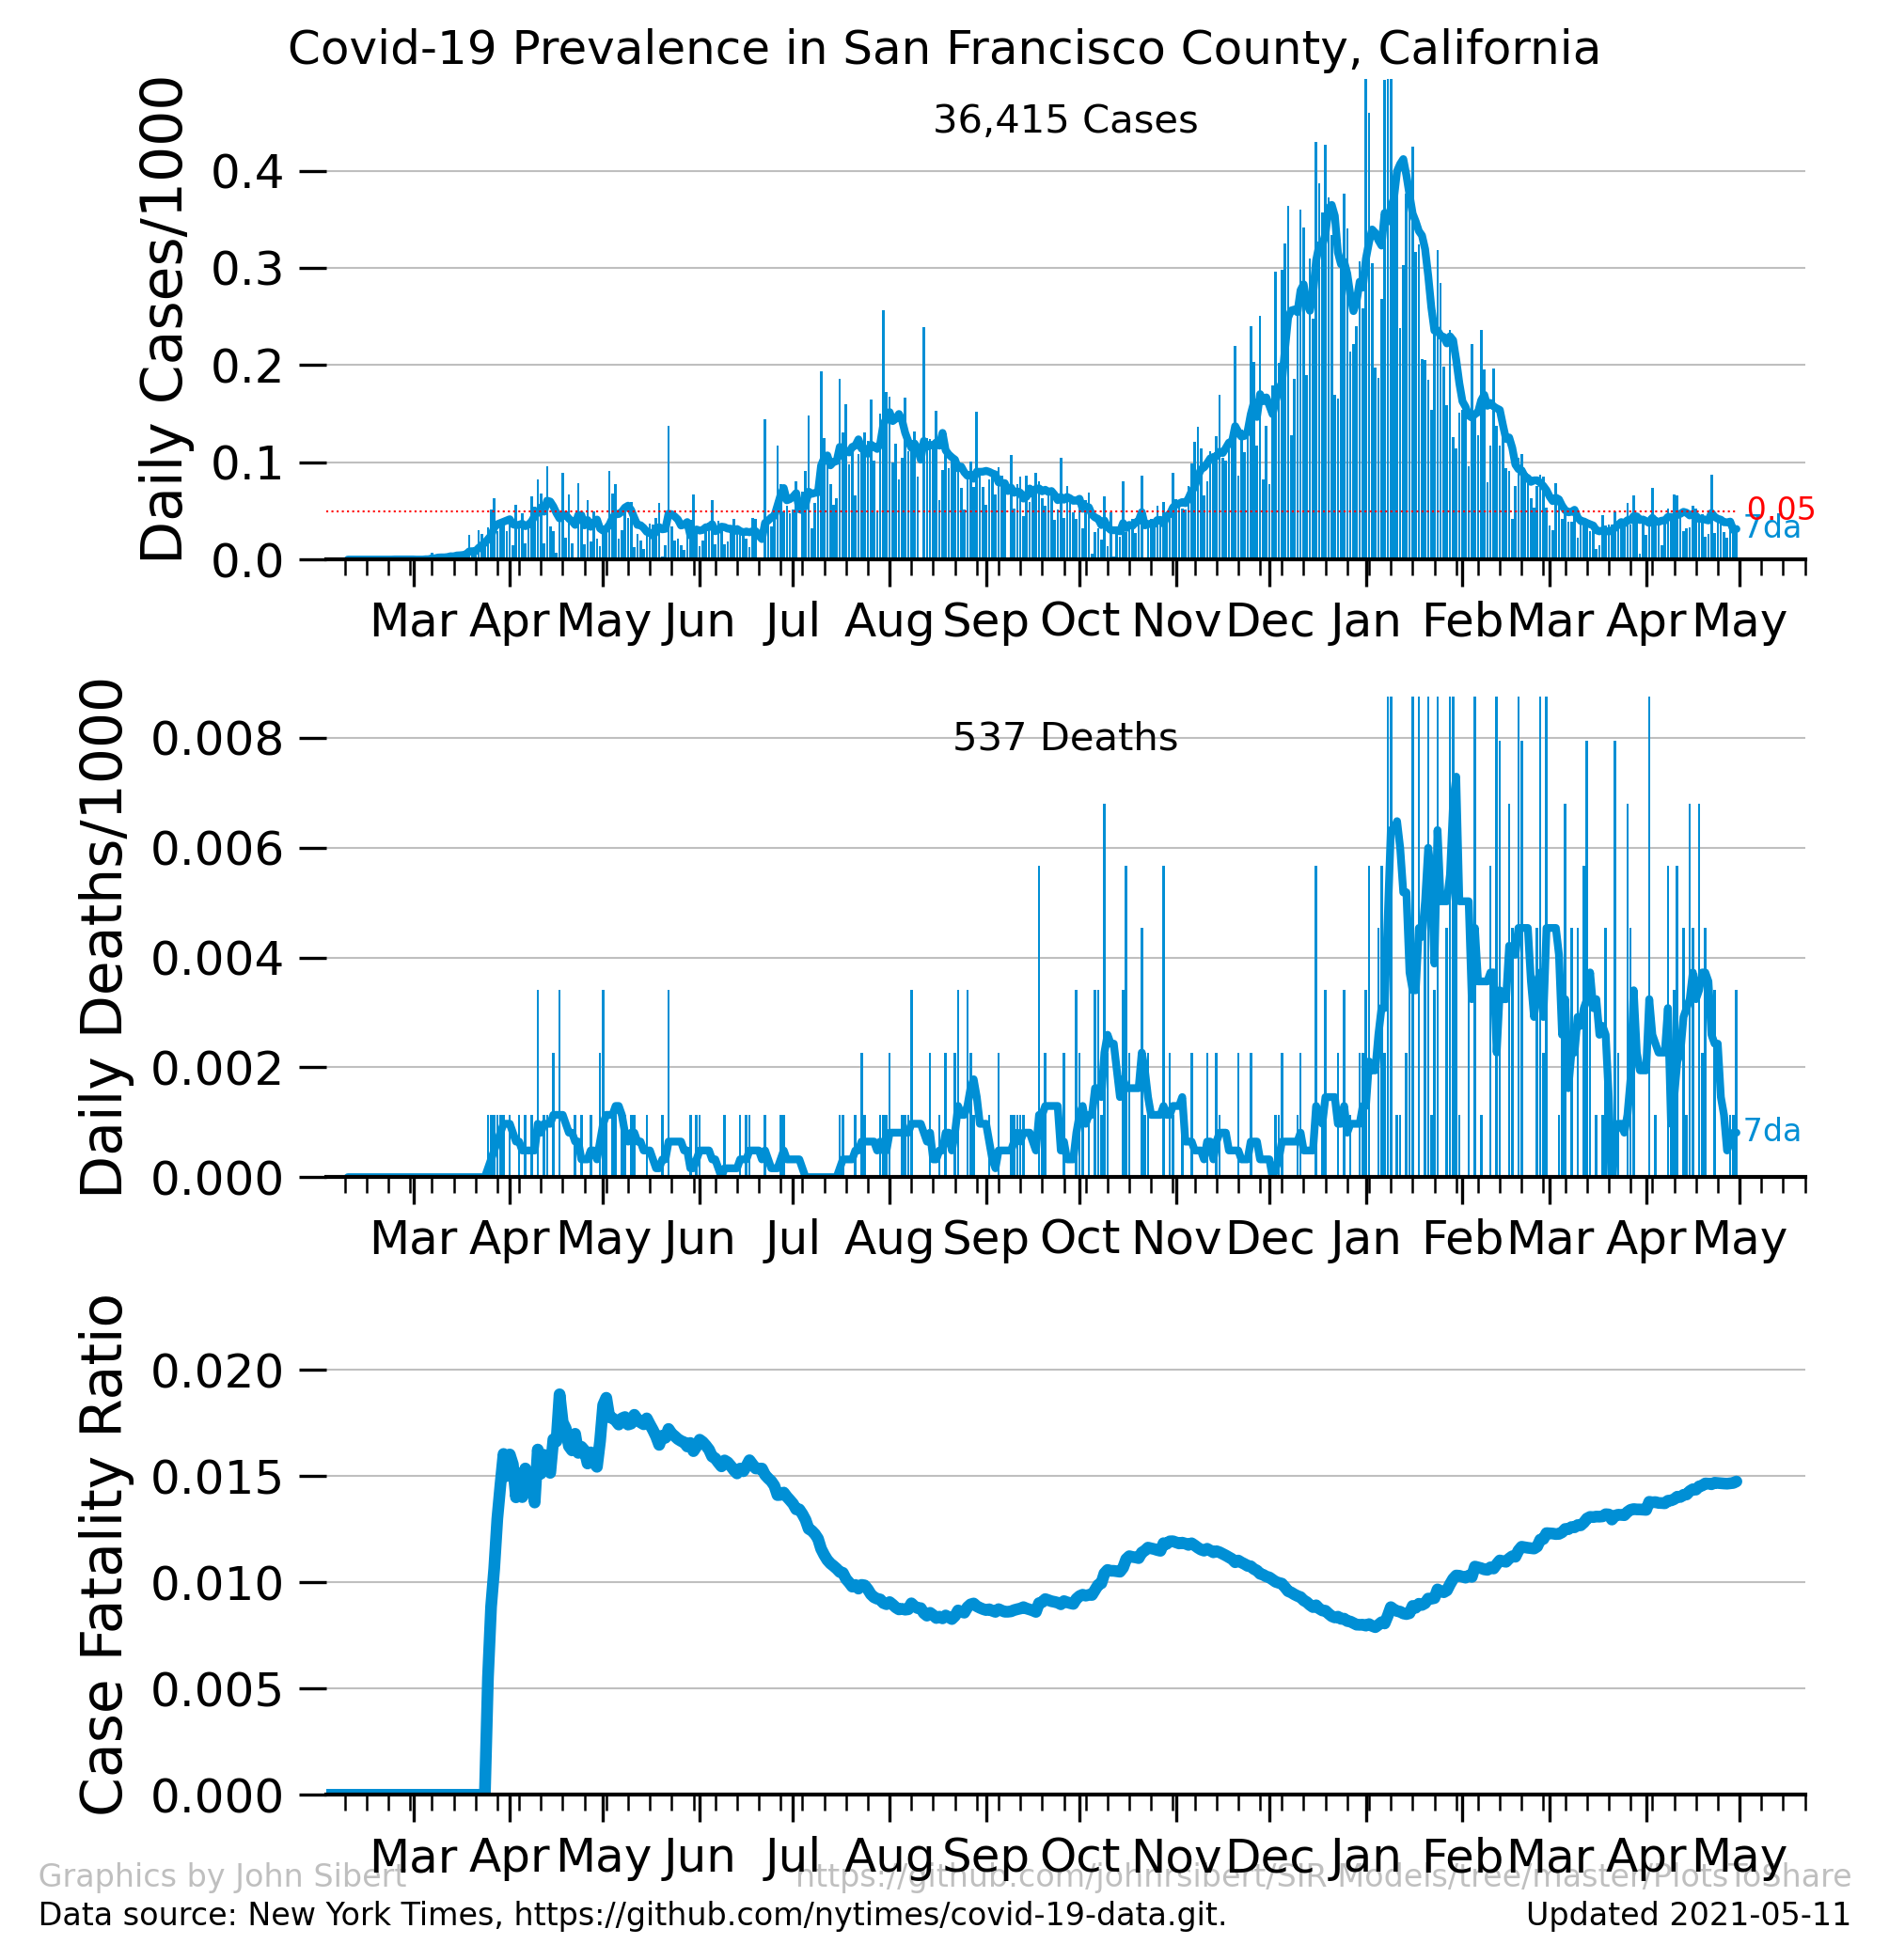 Covid-19 Prevalence in San Francisco County, California
Daily Cases/1000
36,415 Cases
0.4
0.3
0.2
0.1
0.0
0.05
7da
Mar Apr May Jun Jul Aug Sep Oct Nov Dec Jan Feb Mar Apr May
Daily Deaths/1000
537 Deaths
0.008
0.006
0.004
0.002
0.000
7da
Mar Apr May Jun Jul Aug Sep Oct Nov Dec Jan Feb Mar Apr May
Case Fatality Ratio
0.020
0.015
0.010
0.005
0.000
Mar Apr May Jun Jul Aug Sep Oct Nov Dec Jan Feb Mar Apr May
Graphics by John Sibert https://github.com/johnrsibert/SIR-Models/tree/master/PlotsToShare
Data source: New York Times, https://github.com/nytimes/covid-19-data.git. Updated 2021-05-11